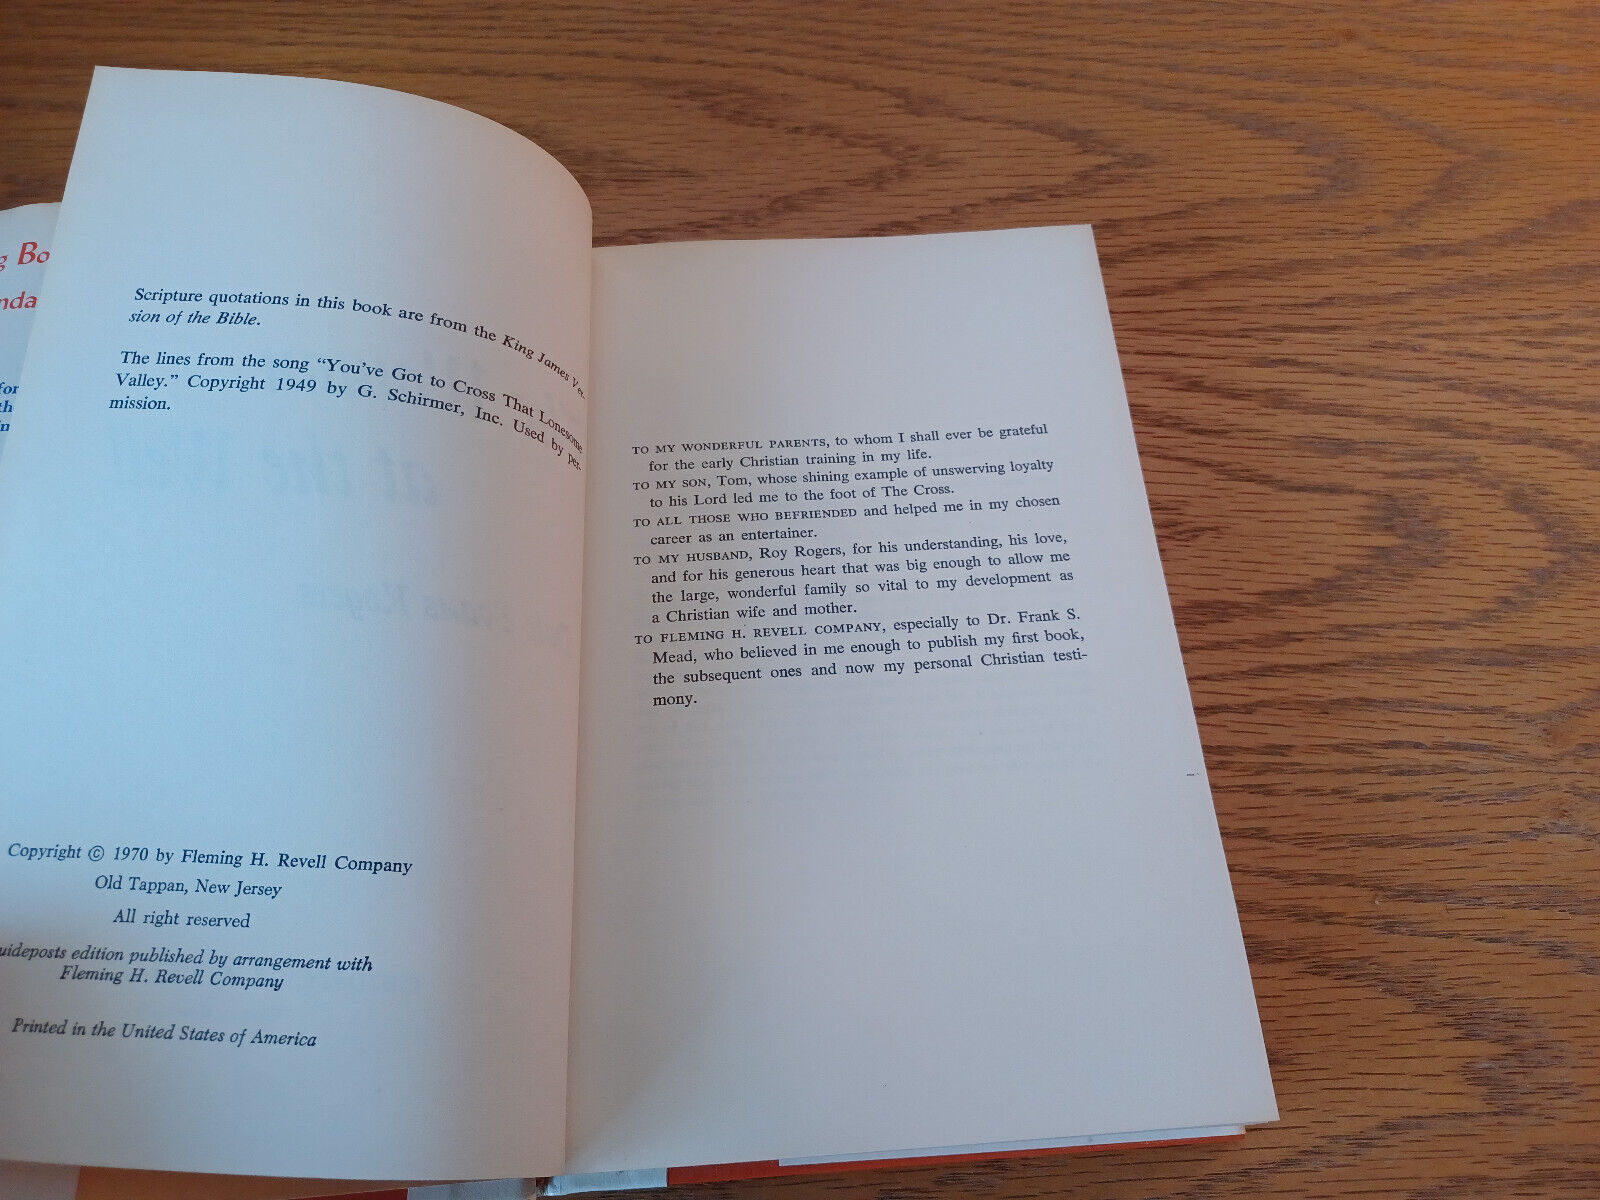 Bo
Scripture quotations in this book are from the King James Ver-
sion of the Bible.
The lines from the song “You've Got to Cross That Lonesome
Valley.” Copyright 1949 by G. Schirmer, Inc. Used by per-
mission.
Copyright © 1970 by Fleming H. Revell Company
Old Tappan, New Jersey
All right reserved
uideposts edition published by arrangement with
Fleming H. Revell Company
Printed in the United States of America
TO MY WONDERFUL PARENTS, to whom I shall ever be grateful
for the early Christian training in my life.
TO MY SON, Tom, whose shining example of unswerving loyalty
to his Lord led me to the foot of The Cross.
TO ALL THOSE WHO BEFRIENDED and helped me in my chosen
career as an entertainer.
TO MY HUSBAND, Roy Rogers, for his understanding, his love,
and for his generous heart that was big enough to allow me
the large, wonderful family so vital to my development as
a Christian wife and mother.
TO FLEMING H. REVELL COMPANY, especially to Dr. Frank S.
Mead, who believed in me enough to publish my first book,
the subsequent ones and now my personal Christian testi-
mony.